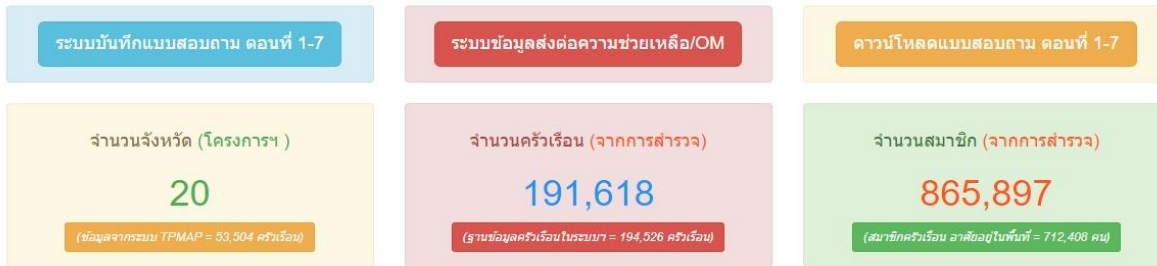 ระบบบันทึกแบบสอบถาม ตอนที่ 1-7
ระบบข้อมูลส่งต่อความช่วยเหลือ/OM
ดาวน์โหลดแบบสอบถาม ตอนที่ 1-7
จำนวนจังหวัด (โครงการฯ )
20
(ข้อมูลจากระบบ TPMAP = 53,504 ครัวเรือน)
จำนวนครัวเรือน (จากการสำรวจ)
191,618
(ฐานข้อมูลครัวเรือนในระบบฯ = 194,526 ครัวเรือน)
จำนวนสมาชิก (จากการสำรวจ)
865,897
(สมาชิกครัวเรือน อาศัยอยู่ในพื้นที่ = 712,408 คน)